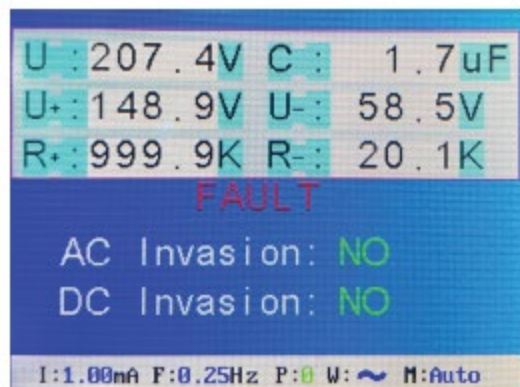 U :207.4V C : 1.7uF
U+:148.9V U-: 58.5V
R+:999.9K R-: 20.1K
FAULT
AC Invasion: NO
DC Invasion: NO
I:1.00mA F:0.25Hz P:0 W:~ M:Auto